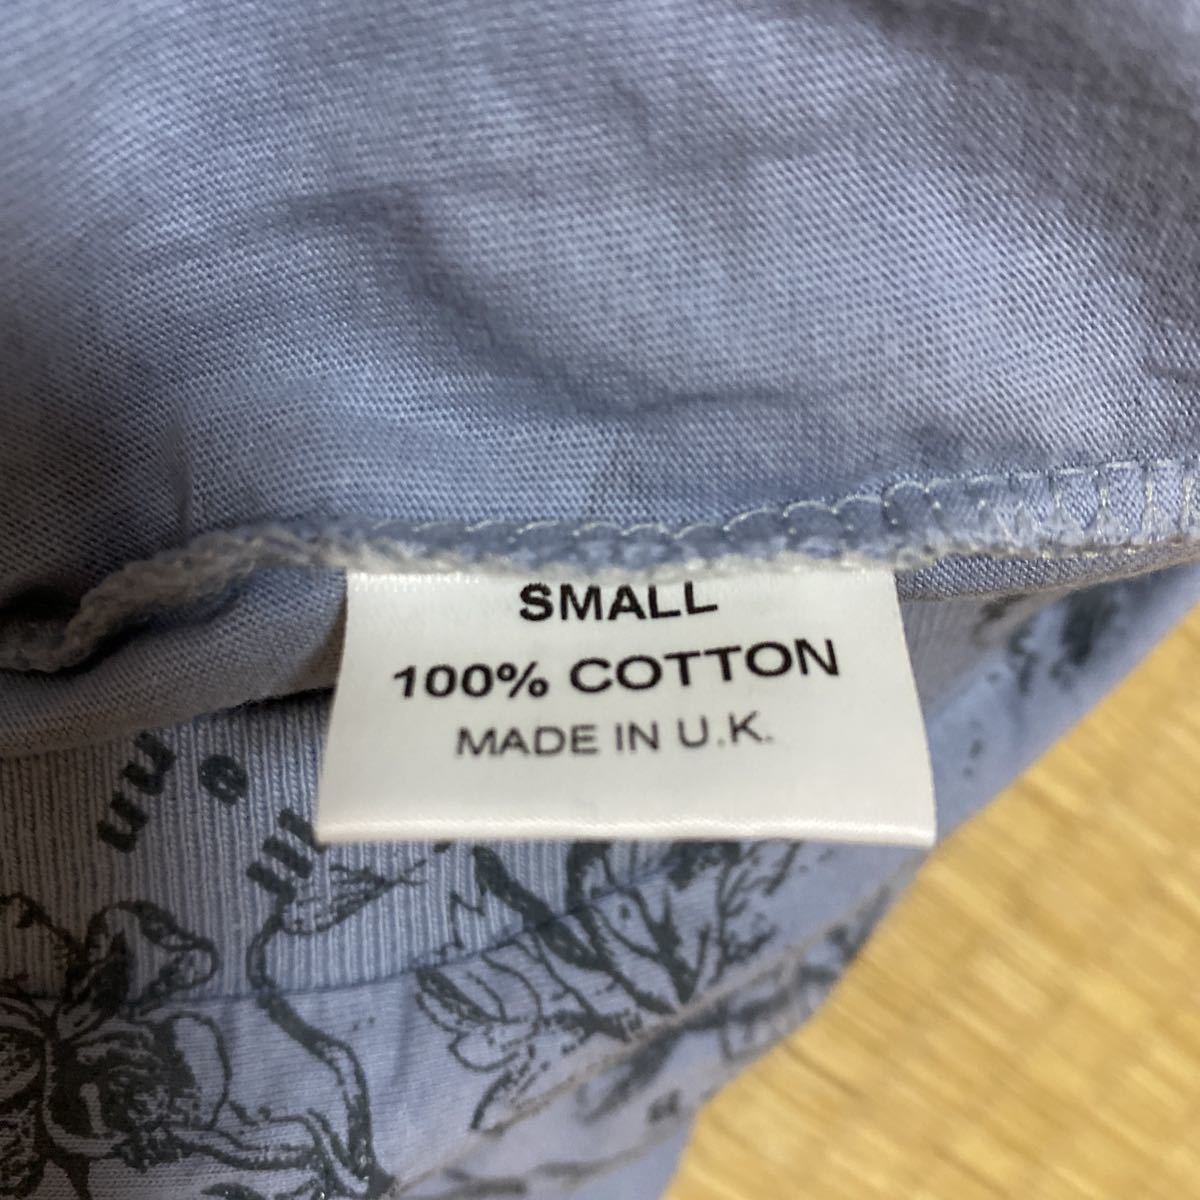 SMALL
100% COTTON
MADE IN U.K.